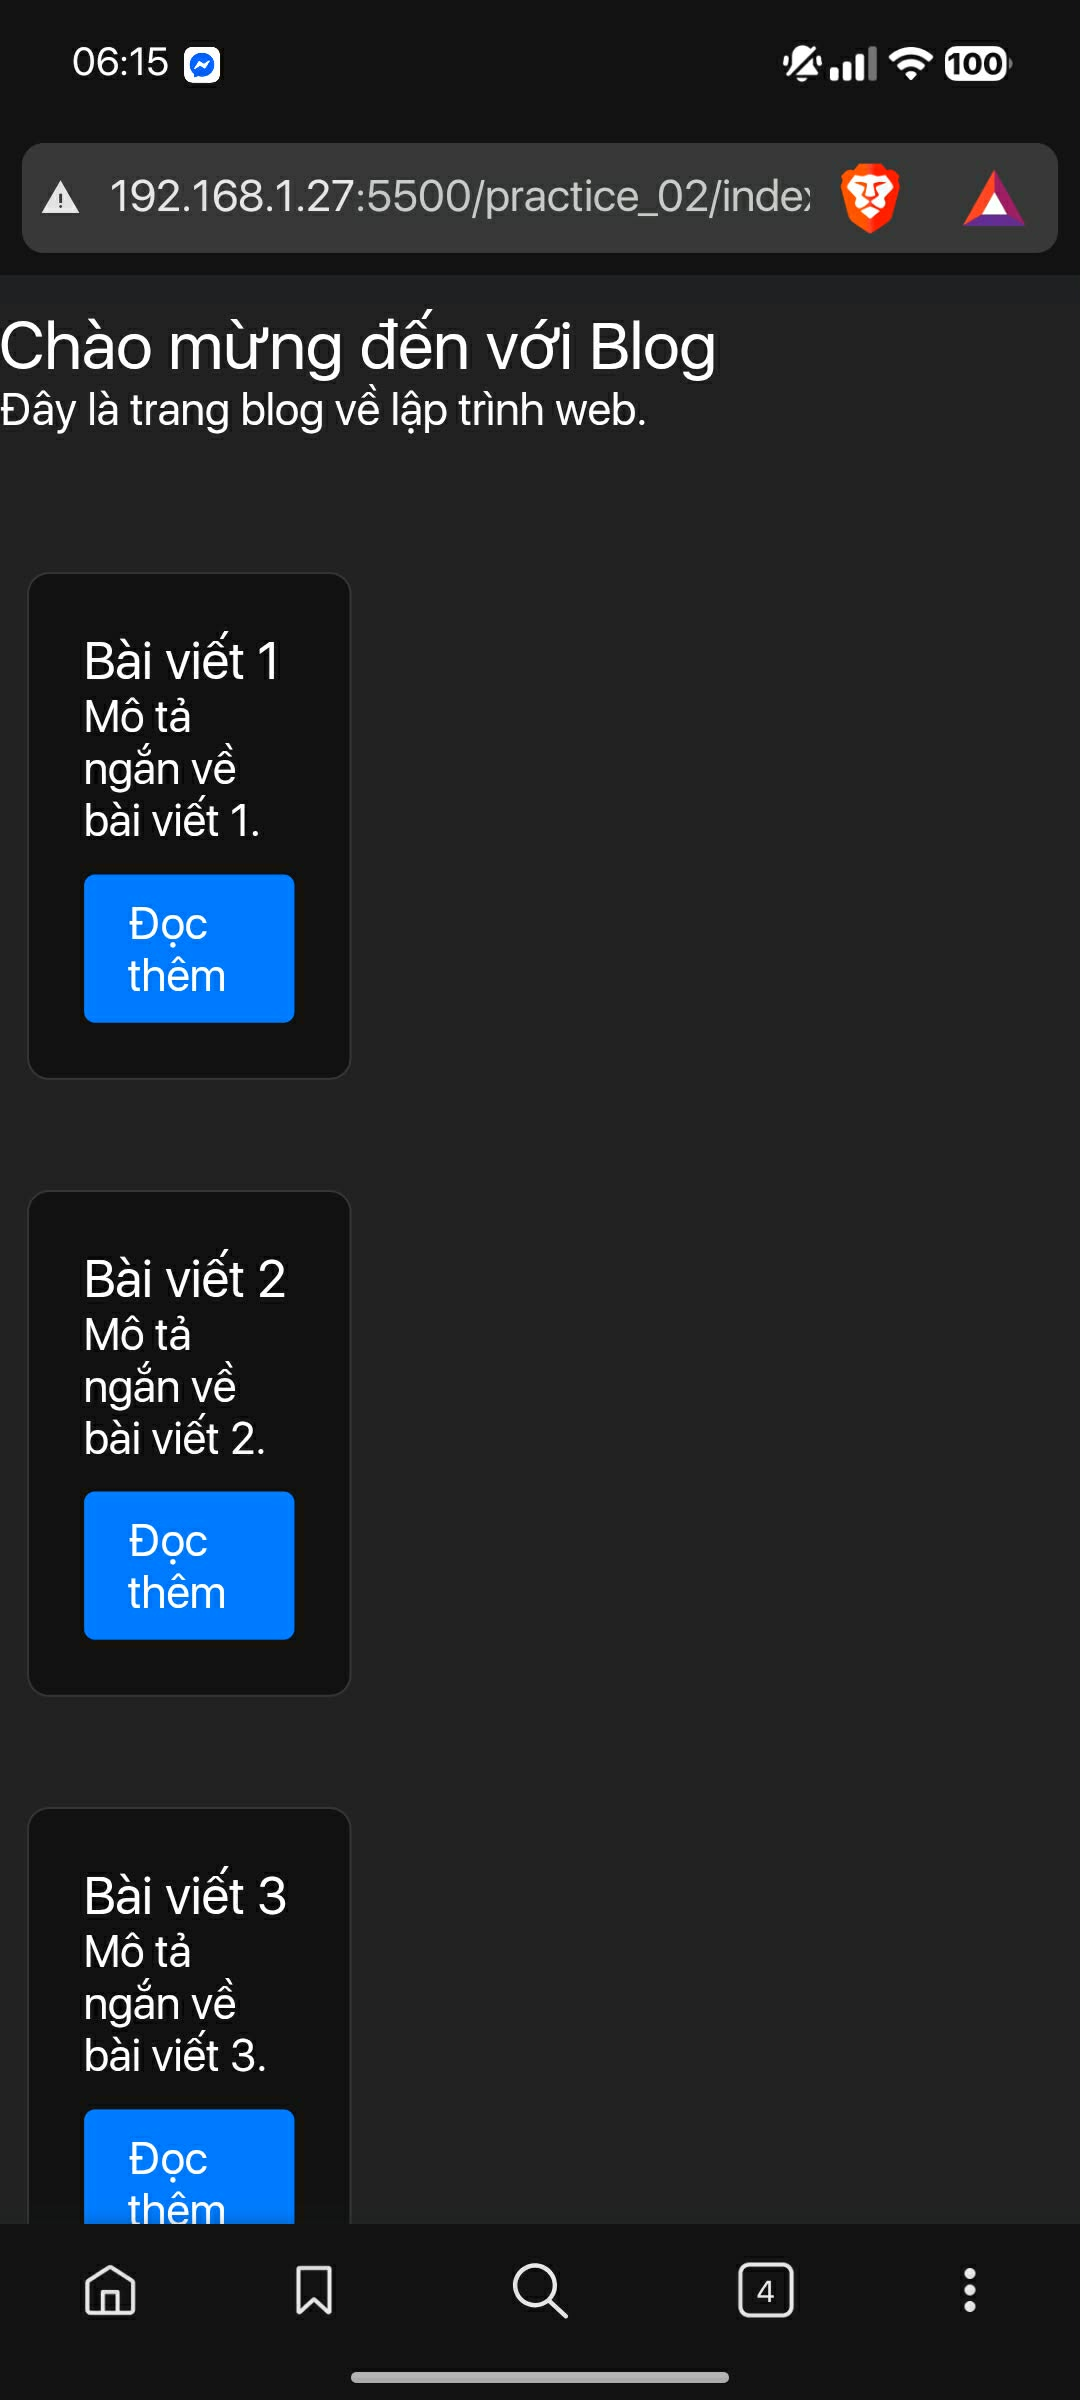 06:15
100
192.168.1.27:5500/practice_02/index
Chào mừng đến với Blog
Đây là trang blog về lập trình web.
Bài viết 1
Mô tả
ngắn về
bài viết 1.
Đọc
thêm
Bài viết 2
Mô tả
ngắn về
bài viết 2.
Đọc
thêm
Bài viết 3
Mô tả
ngắn về
bài viết 3.
Đọc
thêm
4